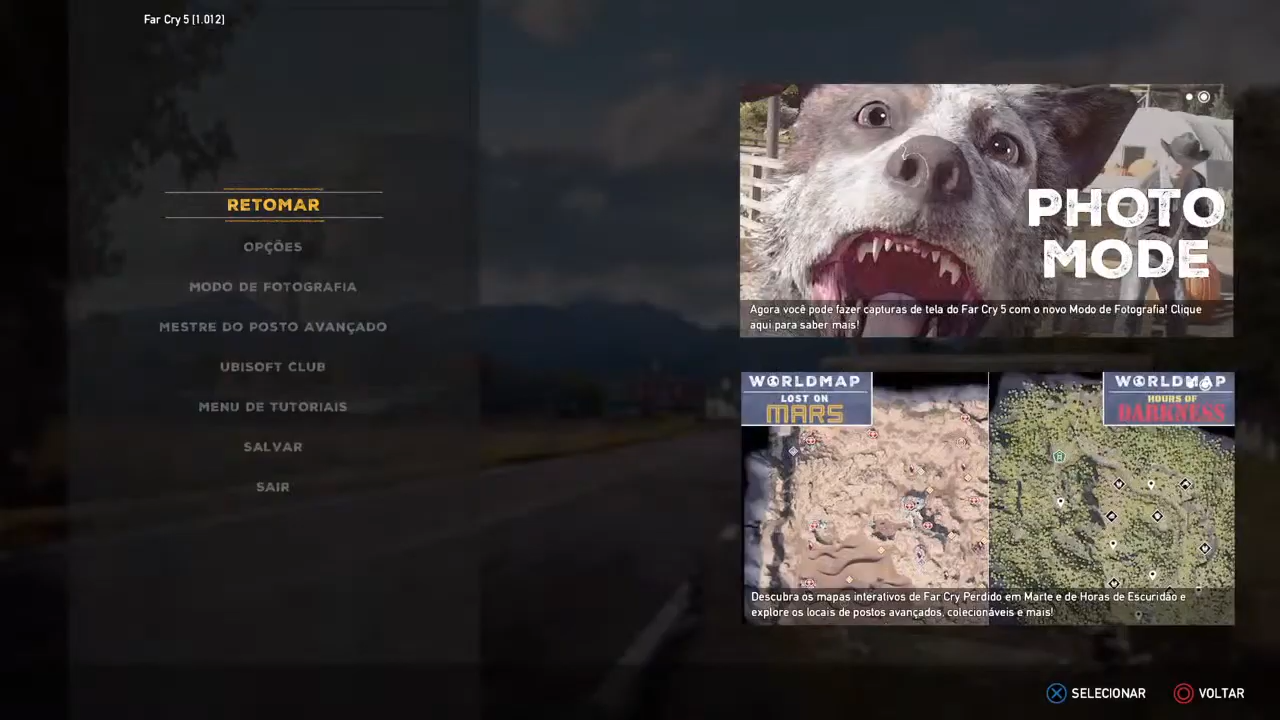 Far Cry 5 [1.012]
RETOMAR
OPÇÕES
MODO DE FOTOGRAFIA
MESTRE DO POSTO AVANÇADO
UBISOFT CLUB
MENU DE TUTORIAIS
SALVAR
SAIR
PHOTO
MODE
Agora você pode fazer capturas de tela do Far Cry 5 com o novo Modo de Fotografia! Clique
aqui para saber mais!
WORLDMAP
LOST ON
MARS
WORLDMAP
HOURS OF
DARKNESS
Descubra os mapas interativos de Far Cry Perdido em Marte e de Horas de Escuridão e
explore os locais de postos avançados, colecionáveis e mais!
SELECIONAR
VOLTAR